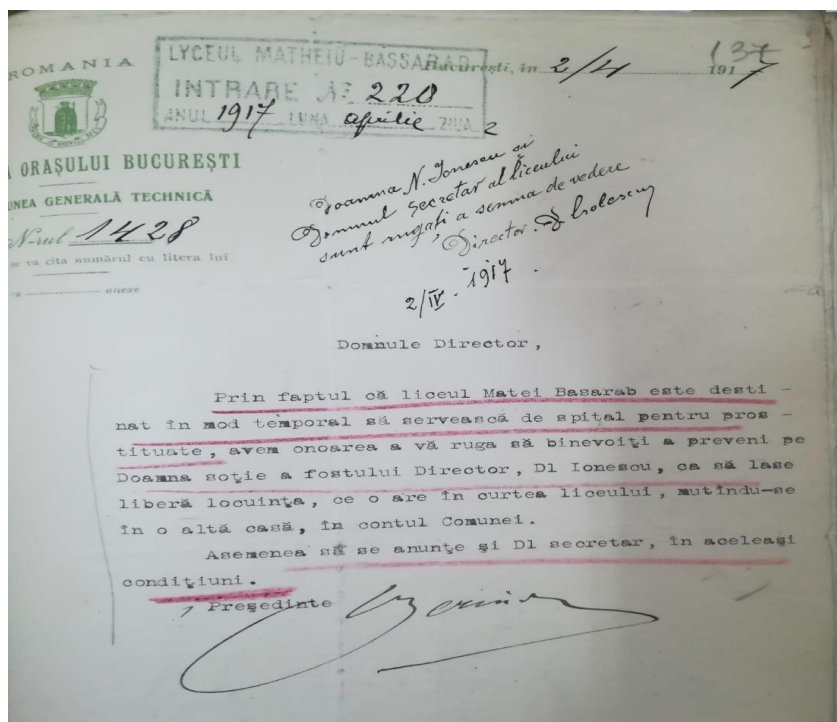 137
LYCEUL MATHEIU-BASSARAB
INTRARE № 220
ANUL 1917 LUNA aprilie ZIUA 2
București, in 2/4 1917
ROMANIA
A ORAȘULUI BUCUREȘTI
UNEA GENERALĂ TECHNICĂ
N-rul 1428
se va cita numărul cu litera lui
anexe
Doamna N. Ionescu și
Domnul Secretar al liceului
sunt rugați a semna de vedere
Director.
2/IV. 1917.
Domnule Director,
Prin faptul că liceul Matei Basarab este desti -
nat în mod temporal să servească de spital pentru pros -
tituate, avem onoarea a vă ruga să binevoiți a preveni pe
Doamna soție a fostului Director, Dl Ionescu, ca să lase
liberă locuința, ce o are în curtea liceului, mutîndu-se
în o altă casă, în contul Comunei.
Asemenea să se anunțe și Dl secretar, în aceleași
condițiuni.
Președinte